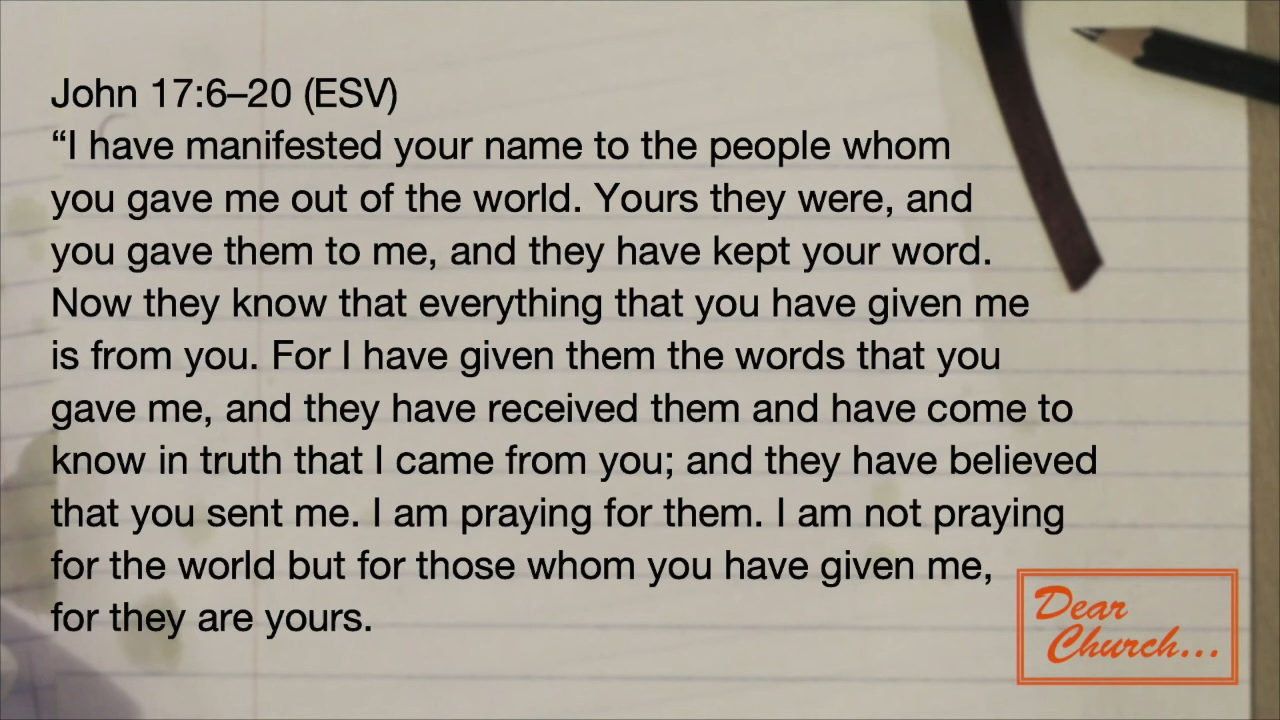 John 17:6–20 (ESV)
“I have manifested your name to the people whom
you gave me out of the world. Yours they were, and
you gave them to me, and they have kept your word.
Now they know that everything that you have given me
is from you. For I have given them the words that you
gave me, and they have received them and have come to
know in truth that I came from you; and they have believed
that you sent me. I am praying for them. I am not praying
for the world but for those whom you have given me,
for they are yours.
Dear
Church...